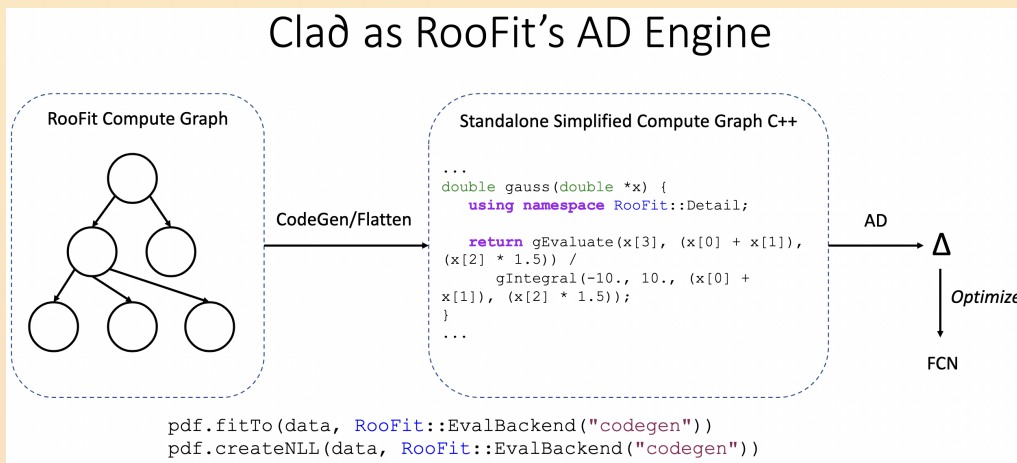 Cla∂ as RooFit's AD Engine
RooFit Compute Graph
CodeGen/Flatten
Standalone Simplified Compute Graph C++
...
double gauss(double *x) {
using namespace RooFit::Detail;
return gEvaluate(x[3], (x[0] + x[1]),
(x[2] * 1.5)) /
gIntegral(-10., 10., (x[0] +
x[1]), (x[2] * 1.5));
}
...
AD
Δ
Optimize
FCN
pdf.fitTo(data, RooFit::EvalBackend("codegen"))
pdf.createNLL(data, RooFit::EvalBackend("codegen"))